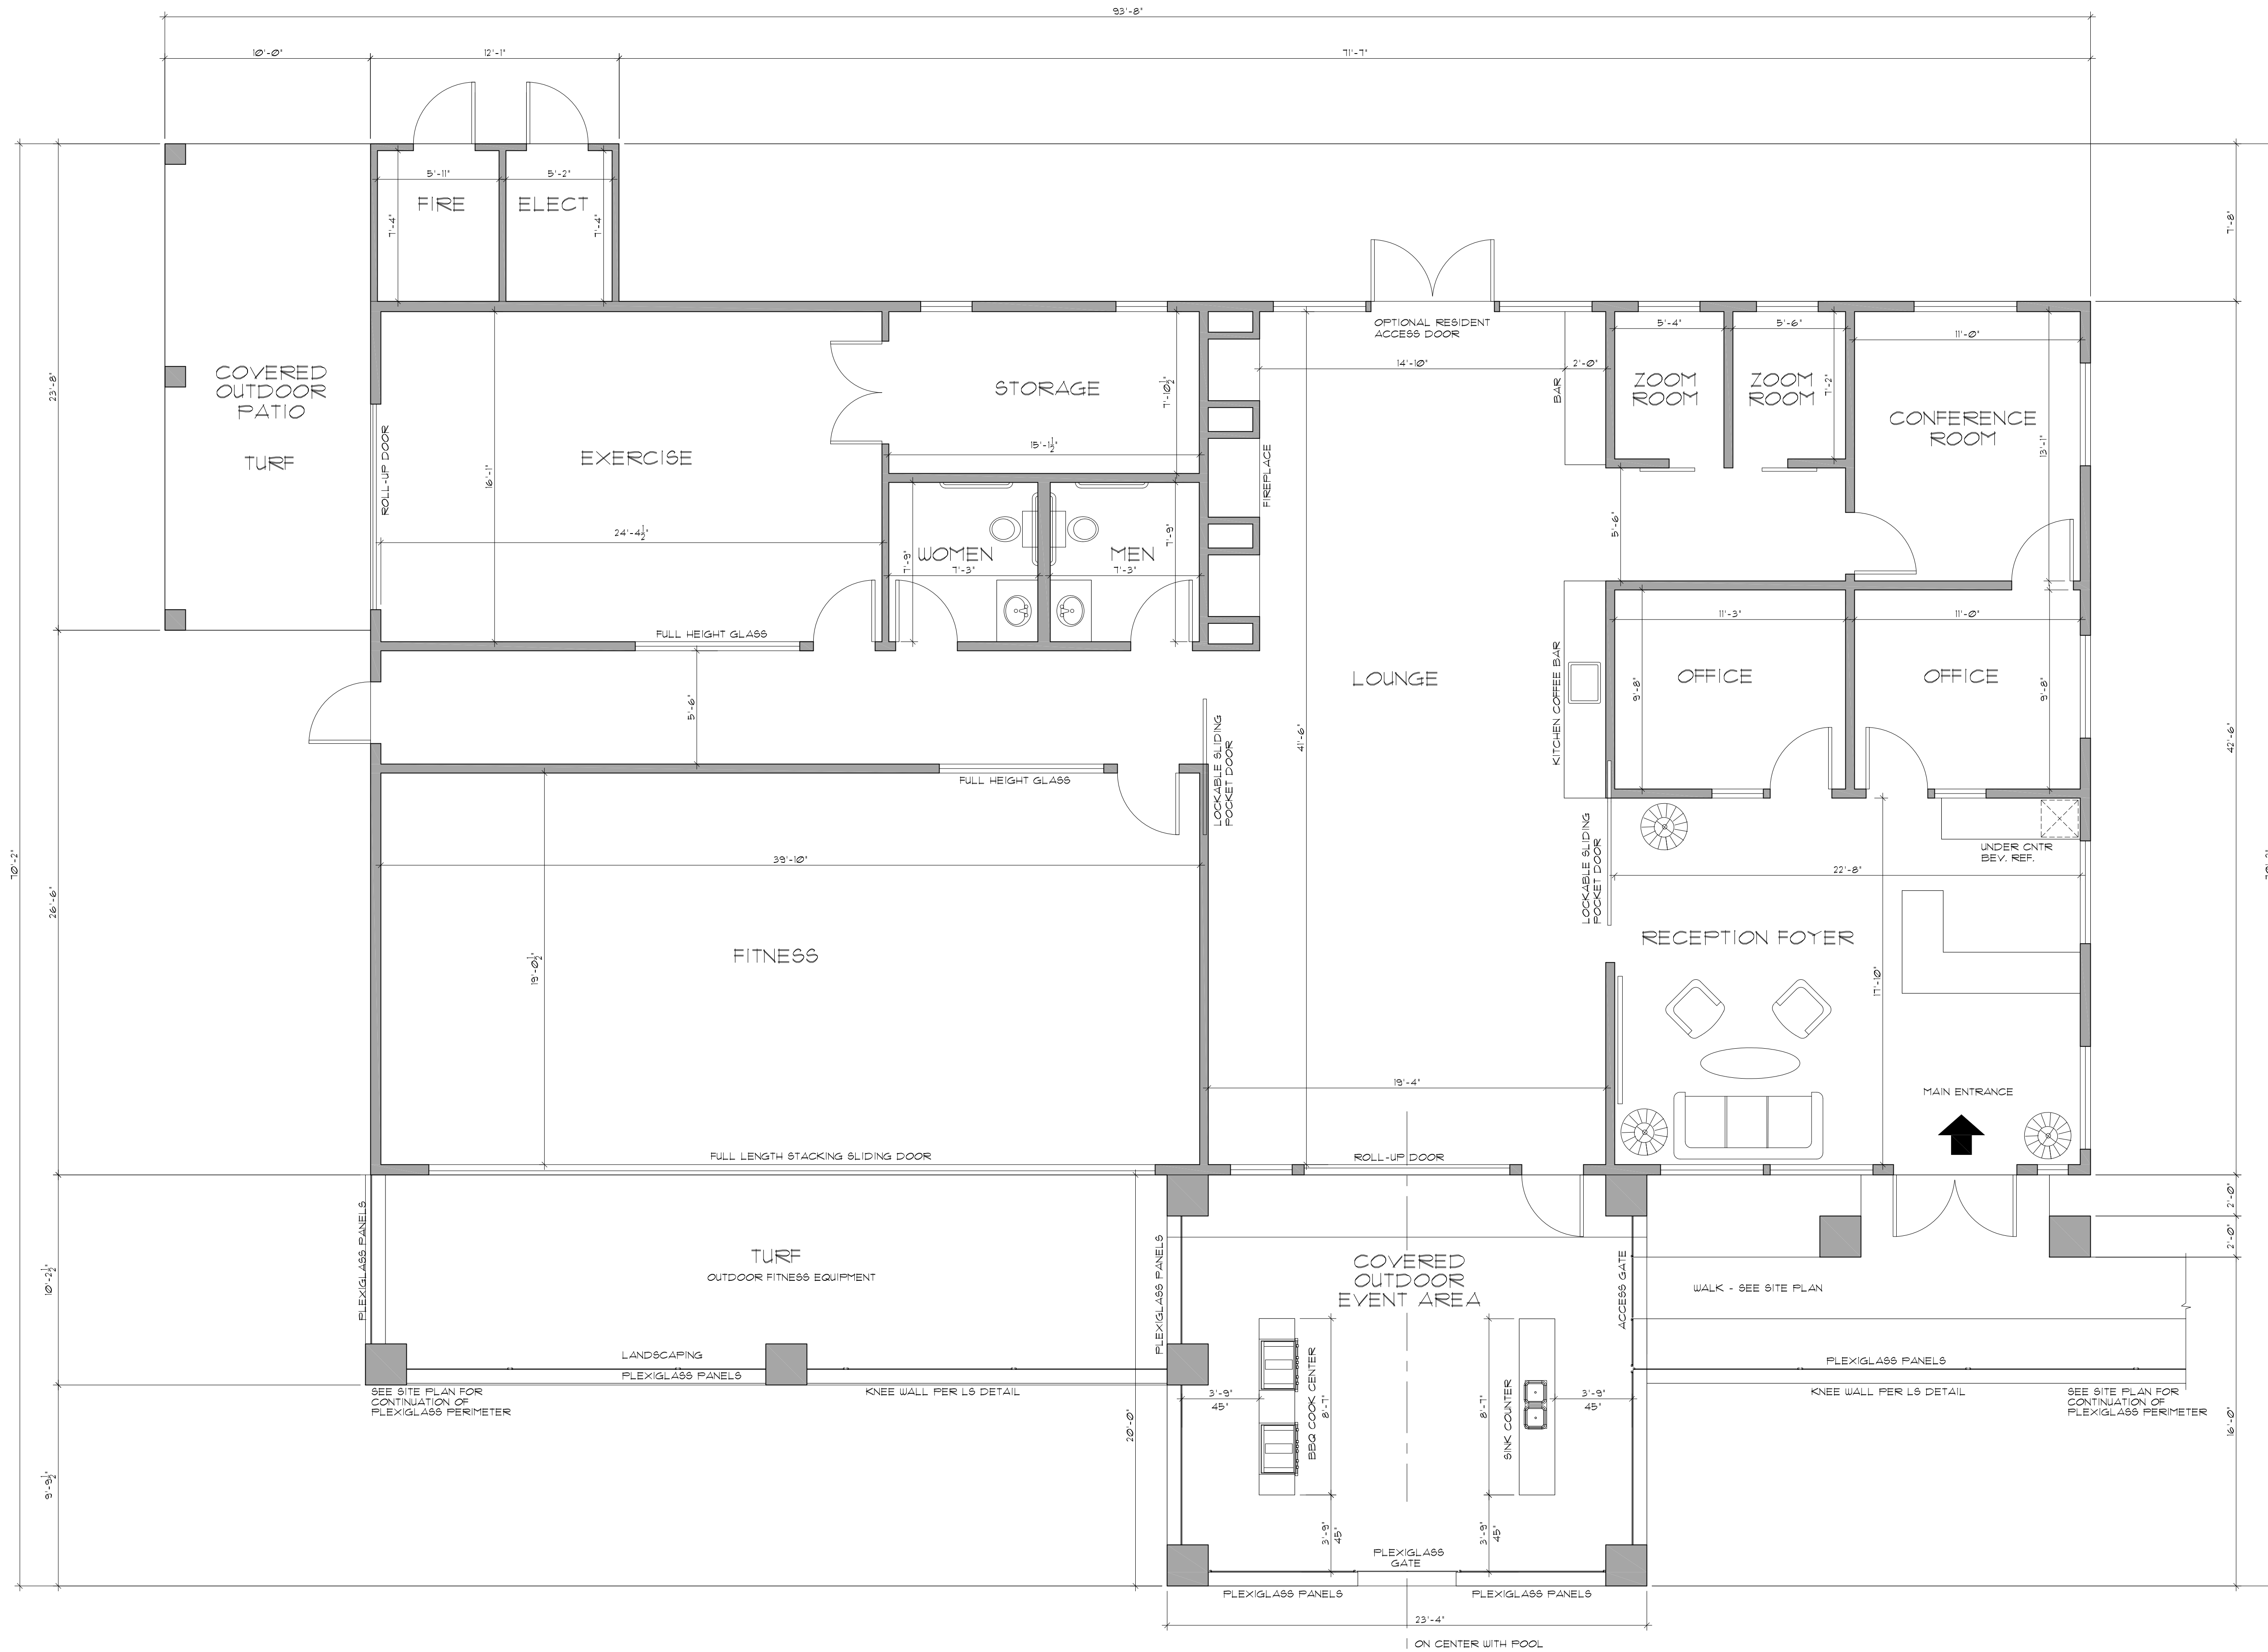 93'-8"
10'-0"
12'-1"
71'-7"
5'-11"
5'-2"
FIRE
ELECT
7'-4"
7'-4"
7'-8"
23'-8"
COVERED
OUTDOOR
PATIO
TURF
ROLL-UP DOOR
EXERCISE
16'-1"
24'-4½"
STORAGE
7'-10½"
15'-1½"
OPTIONAL RESIDENT
ACCESS DOOR
14'-10"
2'-0"
BAR
FIREPLACE
5'-4"
5'-6"
ZOOM
ROOM
ZOOM
ROOM
7'-2"
11'-0"
CONFERENCE
ROOM
13'-1"
WOMEN
7'-9"
7'-3"
MEN
7'-9"
7'-3"
5'-6"
FULL HEIGHT GLASS
5'-6"
11'-3"
11'-0"
OFFICE
9'-8"
OFFICE
9'-8"
LOUNGE
KITCHEN COFFEE BAR
41'-6"
42'-6"
LOCKABLE SLIDING
POCKET DOOR
FULL HEIGHT GLASS
LOCKABLE SLIDING
POCKET DOOR
UNDER CNTR
BEV. REF.
70'-2"
26'-6"
39'-10"
22'-8"
FITNESS
19'-0½"
RECEPTION FOYER
17'-10"
19'-4"
MAIN ENTRANCE
FULL LENGTH STACKING SLIDING DOOR
ROLL-UP DOOR
2'-0"
2'-0"
PLEXIGLASS PANELS
TURF
OUTDOOR FITNESS EQUIPMENT
PLEXIGLASS PANELS
COVERED
OUTDOOR
EVENT AREA
ACCESS GATE
WALK - SEE SITE PLAN
10'-2½"
LANDSCAPING
PLEXIGLASS PANELS
KNEE WALL PER LS DETAIL
SEE SITE PLAN FOR
CONTINUATION OF
PLEXIGLASS PERIMETER
20'-0"
3'-9"
45"
BBQ COOK CENTER
8'-7"
8'-7"
SINK COUNTER
3'-9"
45"
PLEXIGLASS PANELS
KNEE WALL PER LS DETAIL
SEE SITE PLAN FOR
CONTINUATION OF
PLEXIGLASS PERIMETER
16'-0"
9'-9½"
3'-9"
45"
3'-9"
45"
PLEXIGLASS
GATE
PLEXIGLASS PANELS
PLEXIGLASS PANELS
23'-4"
ON CENTER WITH POOL